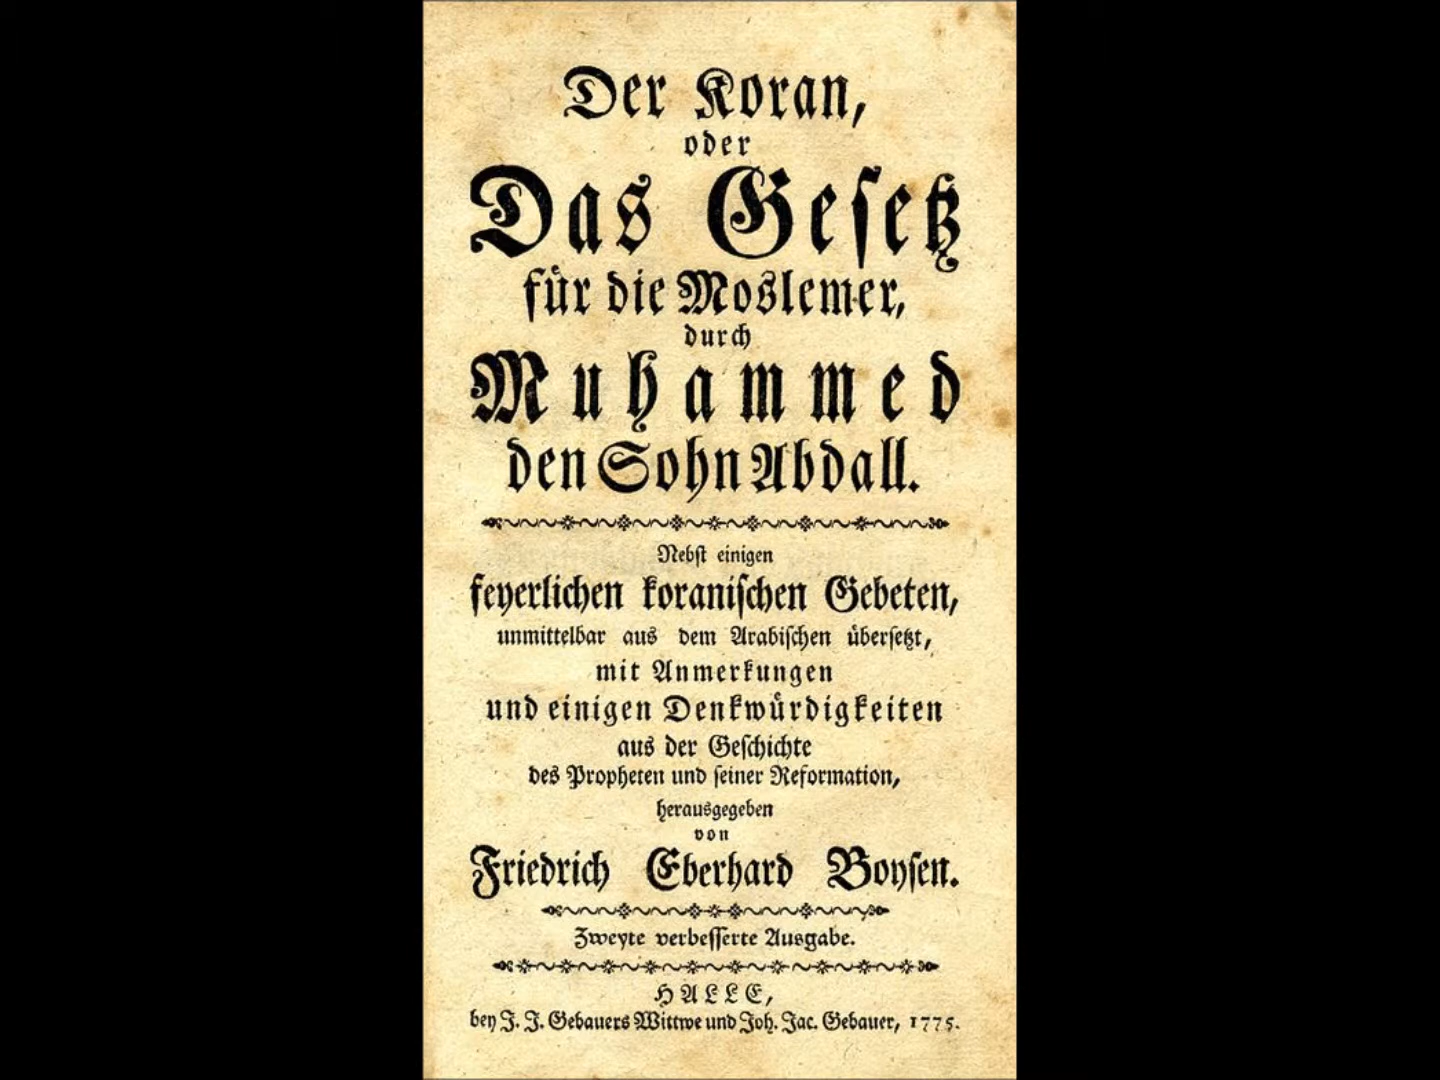 Der Koran,
oder
Das Gesetz
für die Moslemer,
durch
Muhammed
den Sohn Abdall.
Nebst einigen
feyerlichen koranischen Gebeten,
unmittelbar aus dem Arabischen übersetzt,
mit Anmerkungen
und einigen Denkwürdigkeiten
aus der Geschichte
des Propheten und seiner Reformation,
herausgegeben
von
Friedrich Eberhard Boysen.
Zweyte verbesserte Ausgabe.
HALLE,
bey J. J. Gebauers Wittwe und Joh. Jac. Gebauer, 1775.